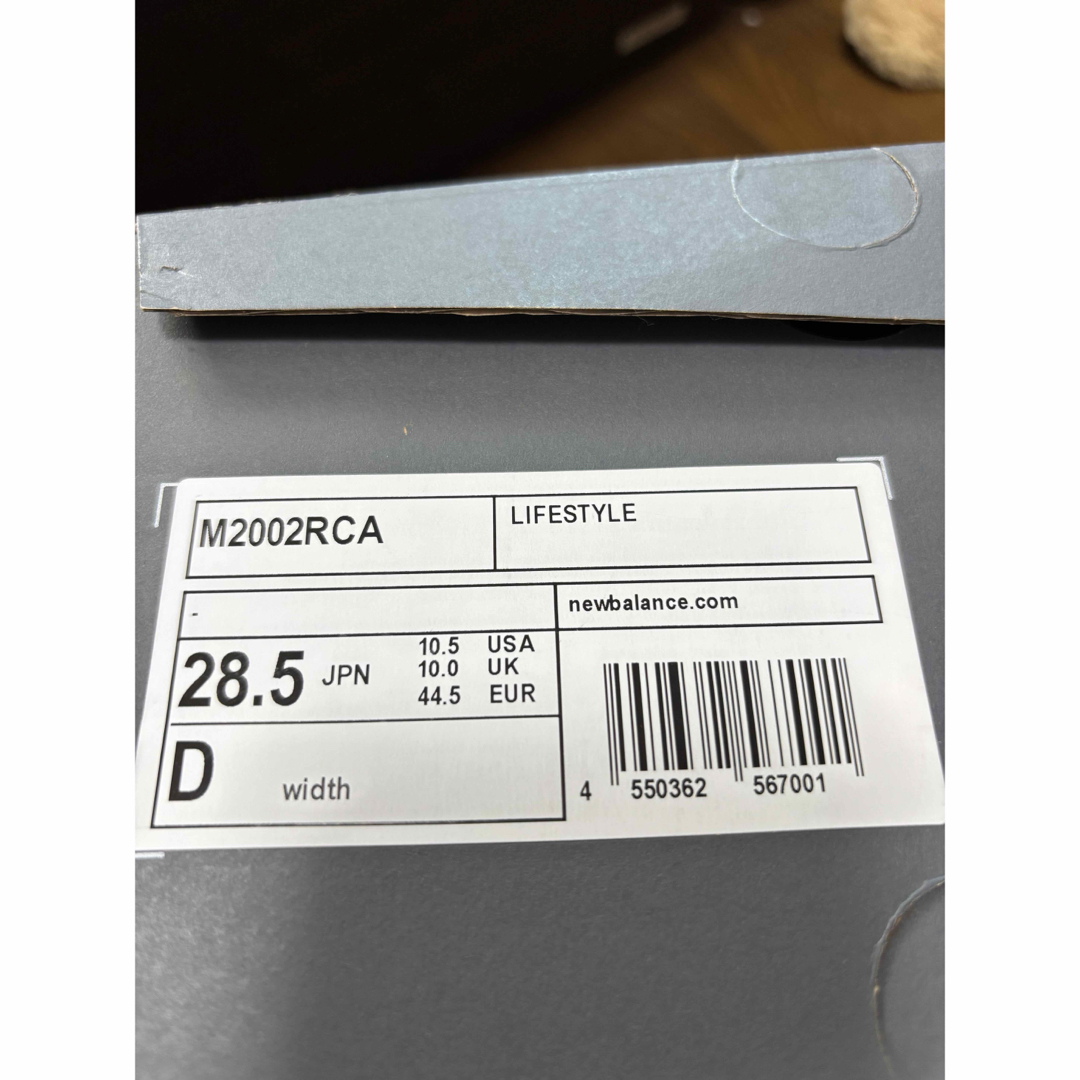 M2002RCA
LIFESTYLE
-
newbalance.com
28.5 JPN
10.5 USA
10.0 UK
44.5 EUR
D width
4 550362 567001